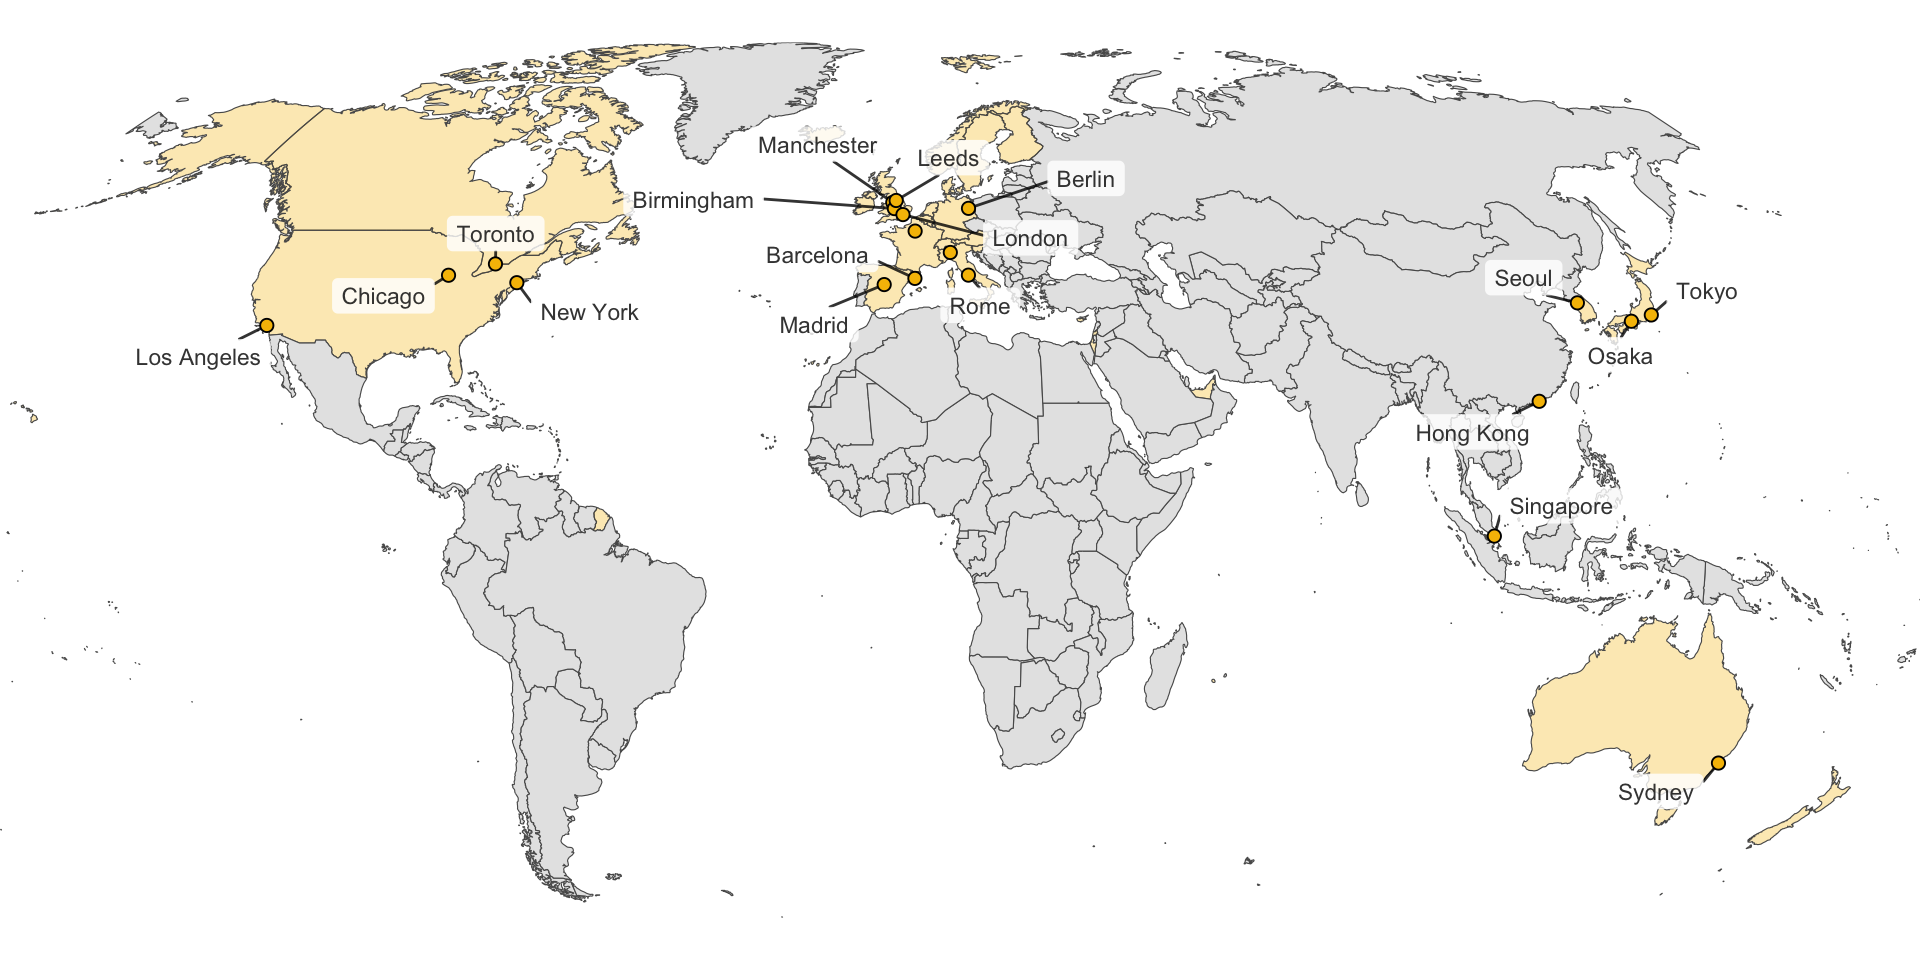 Manchester
Leeds
Berlin
Birmingham
Toronto
London
Barcelona
Seoul
Chicago
Tokyo
New York
Rome
Madrid
Los Angeles
Osaka
Hong Kong
Singapore
Sydney